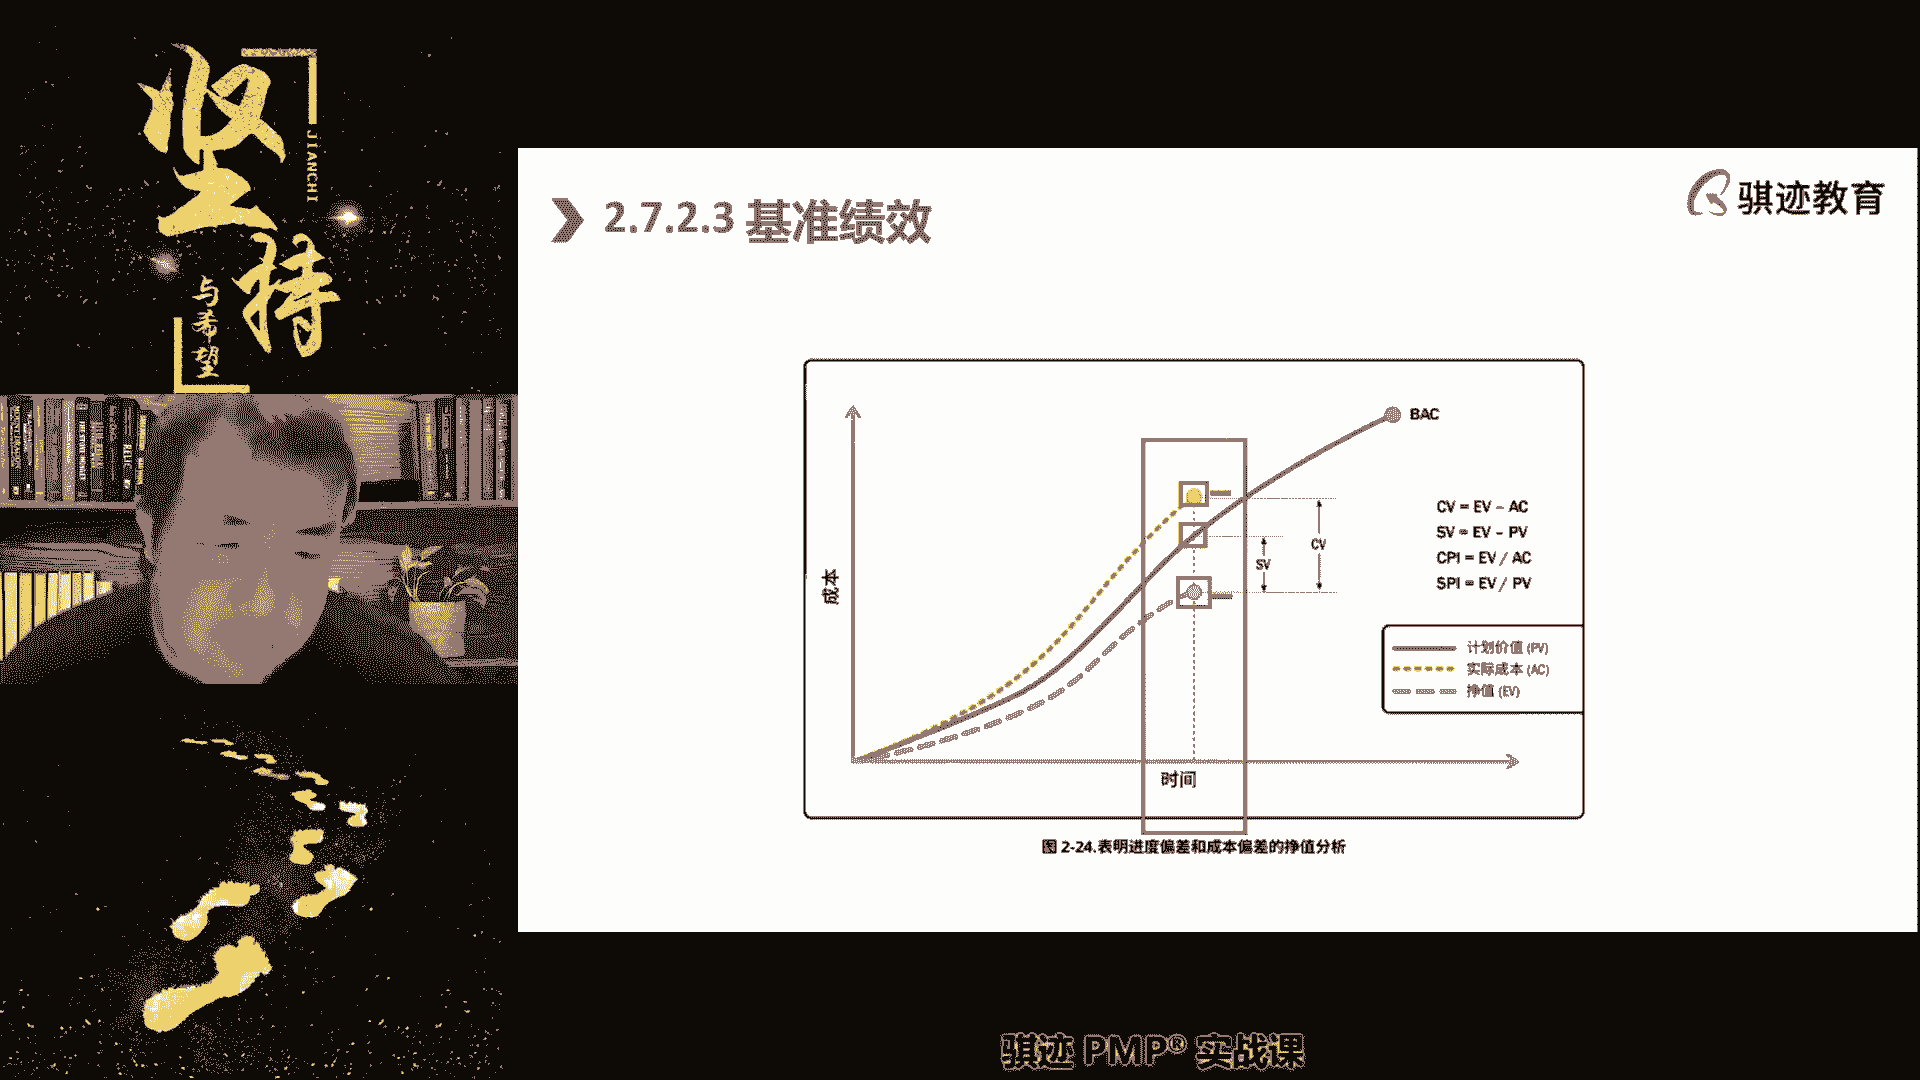 坚持
JIANCHI
与希望
2.7.2.3 基准绩效
骐迹教育
BAC
CV = EV – AC
SV = EV – PV
CPI = EV / AC
SPI = EV / PV
CV
SV
成本
计划价值 (PV)
实际成本 (AC)
挣值 (EV)
时间
图 2-24.表明进度偏差和成本偏差的挣值分析
骐迹 PMP® 实战课